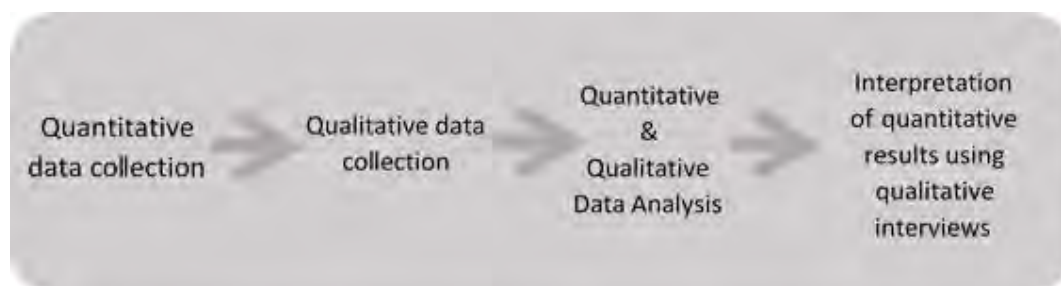 Quantitative
data collection
Qualitative data
collection
Quantitative
&
Qualitative
Data Analysis
Interpretation
of quantitative
results using
qualitative
interviews